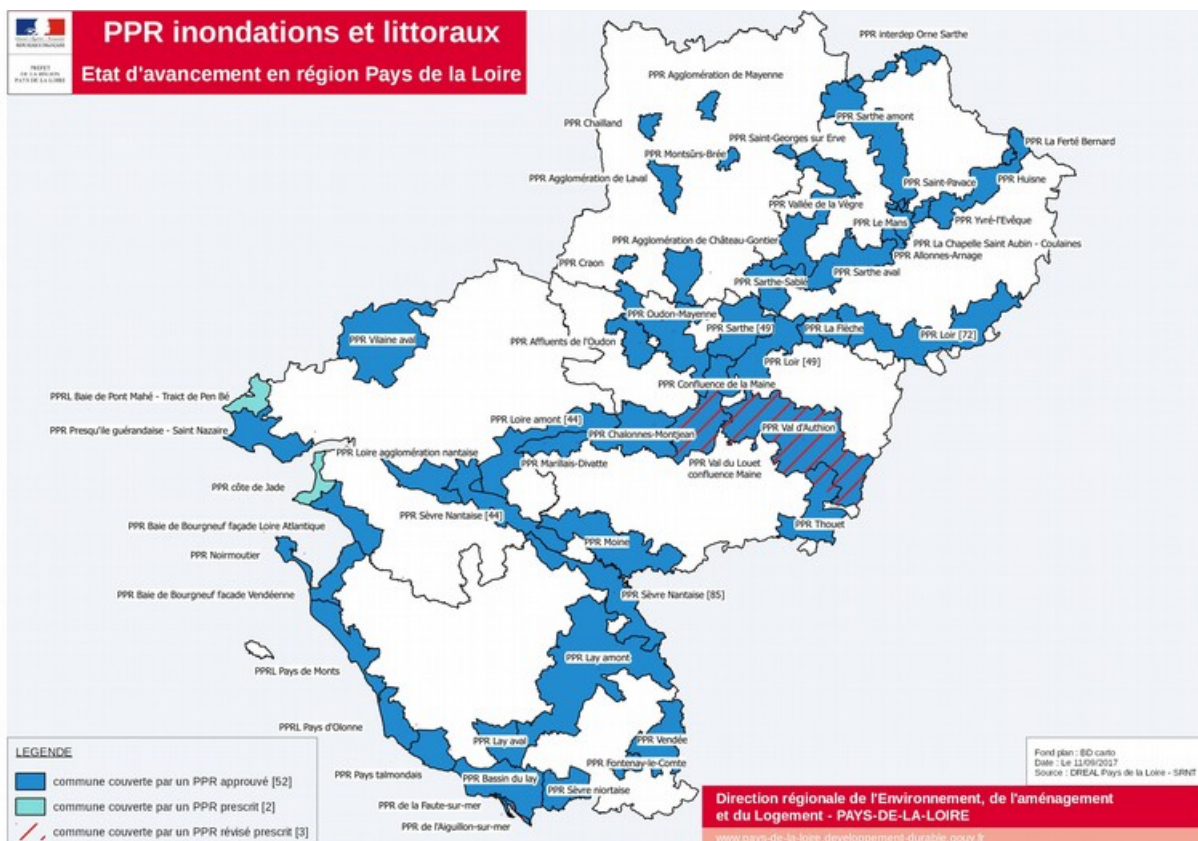 PPR inondations et littoraux
Etat d'avancement en région Pays de la Loire
PRÉFET
DE LA RÉGION
PAYS DE LA LOIRE
PPR interdep Orne Sarthe
PPR Agglomération de Mayenne
PPR Chailland
PPR Sarthe amont
PPR Saint-Georges sur Erve
PPR La Ferté Bernard
PPR Montsûrs-Brée
PPR Agglomération de Laval
PPR Saint-Pavace
PPR Huisne
PPR Vallée de la Vègre
PPR Le Mans
PPR Yvré-l'Evêque
PPR Agglomération de Château-Gontier
PPR La Chapelle Saint Aubin - Coulaines
PPR Allonnes-Arnage
PPR Craon
PPR Sarthe aval
PPR Sarthe-Sablé
PPR Oudon-Mayenne
PPR Sarthe [49]
PPR La Flèche
PPR Loir [72]
PPR Vilaine aval
PPR Affluents de l'Oudon
PPR Loir [49]
PPR Confluence de la Maine
PPRL Baie de Pont Mahé - Traict de Pen Bé
PPR Loire amont [44]
PPR Presqu'ile guérandaise - Saint Nazaire
PPR Chalonnes-Montjean
PPR Val d'Authion
PPR Loire agglomération nantaise
PPR Marillais-Divatte
PPR Val du Louet
confluence Maine
PPR côte de Jade
PPR Sèvre Nantaise [44]
PPR Thouet
PPR Baie de Bourgneuf façade Loire Atlantique
PPR Moine
PPR Noirmoutier
PPR Baie de Bourgneuf facade Vendéenne
PPR Sèvre Nantaise [85]
PPR Lay amont
PPRL Pays de Monts
PPRL Pays d'Olonne
PPR Lay aval
PPR Vendée
PPR Fontenay-le-Comte
PPR Pays talmondais
PPR Bassin du lay
PPR Sèvre niortaise
PPR de la Faute-sur-mer
PPR de l'Aiguillon-sur-mer
LEGENDE
commune couverte par un PPR approuvé [52]
commune couverte par un PPR prescrit [2]
commune couverte par un PPR révisé prescrit [3]
Fond plan : BD carto
Date : Le 11/09/2017
Source : DREAL Pays de la Loire - SRNT
Direction régionale de l'Environnement, de l'aménagement
et du Logement - PAYS-DE-LA-LOIRE
www.pays-de-la-loire.developpement-durable.gouv.fr